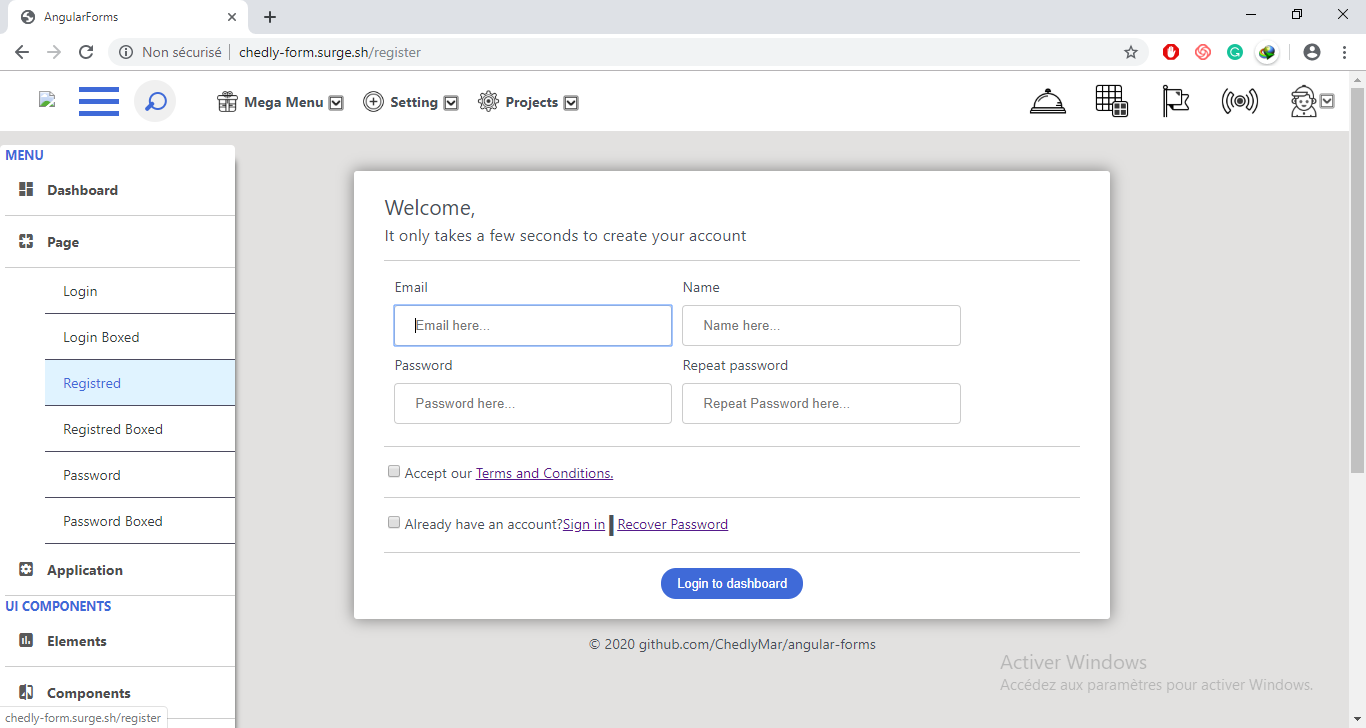 AngularForms
Non sécurisé | chedly-form.surge.sh/register
Mega Menu Setting Projects
MENU
Dashboard
Page
Login
Login Boxed
Registred
Registred Boxed
Password
Password Boxed
Application
UI COMPONENTS
Elements
Components
Welcome,
It only takes a few seconds to create your account
Email Name
Email here... Name here...
Password Repeat password
Password here... Repeat Password here...
Accept our Terms and Conditions.
Already have an account?Sign in Recover Password
Login to dashboard
© 2020 github.com/ChedlyMar/angular-forms
Activer Windows
Accédez aux paramètres pour activer Windows.
chedly-form.surge.sh/register